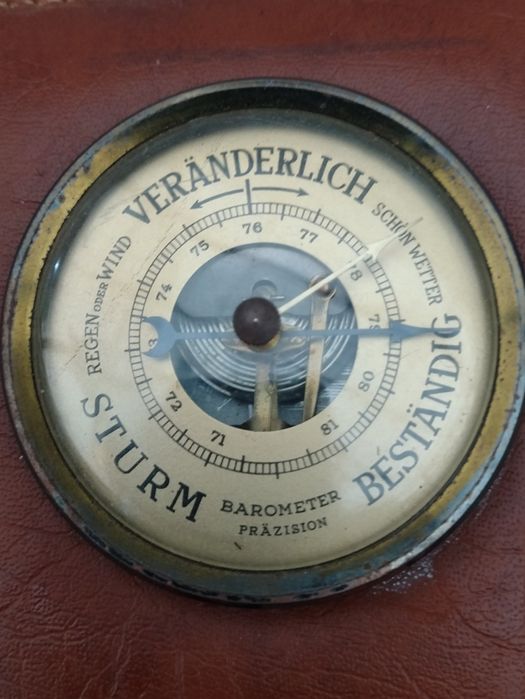 VERÄNDERLICH
SCHÖN WETTER
BESTÄNDIG
REGEN ODER WIND
STURM
71
72
3
74
75
76
77
78
79
80
81
BAROMETER
PRÄZISION